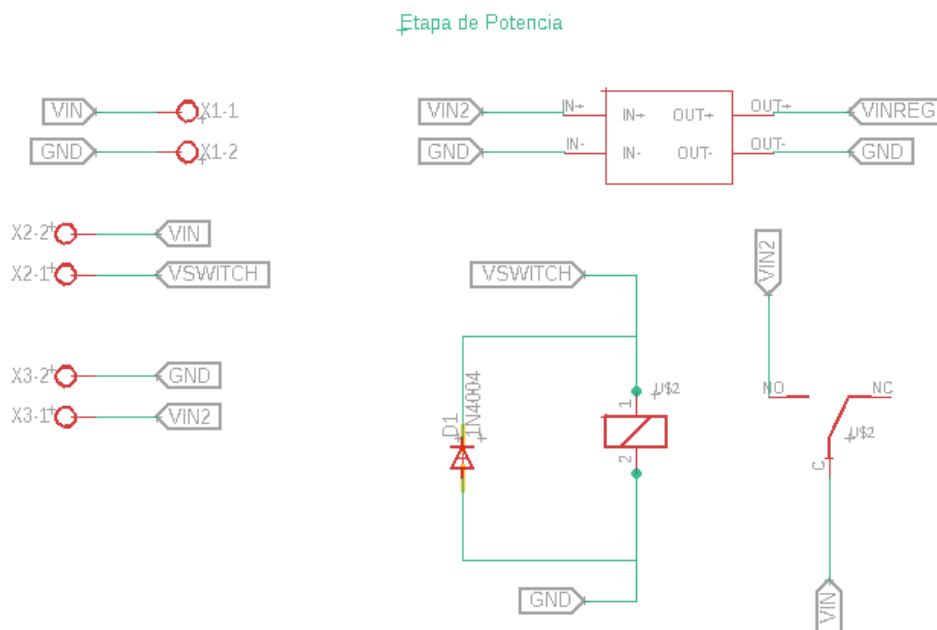 Etapa de Potencia
VIN X1-1
GND X1-2
VIN2 IN+ IN+ OUT+ OUT+ VINREG
GND IN- IN- OUT- OUT- GND
X2-2 VIN
X2-1 VSWITCH
VSWITCH
VIN2
X3-2 GND
X3-1 VIN2
D1
1N4004
1
U$2
2
NO
NC
U$2
C
GND
VIN